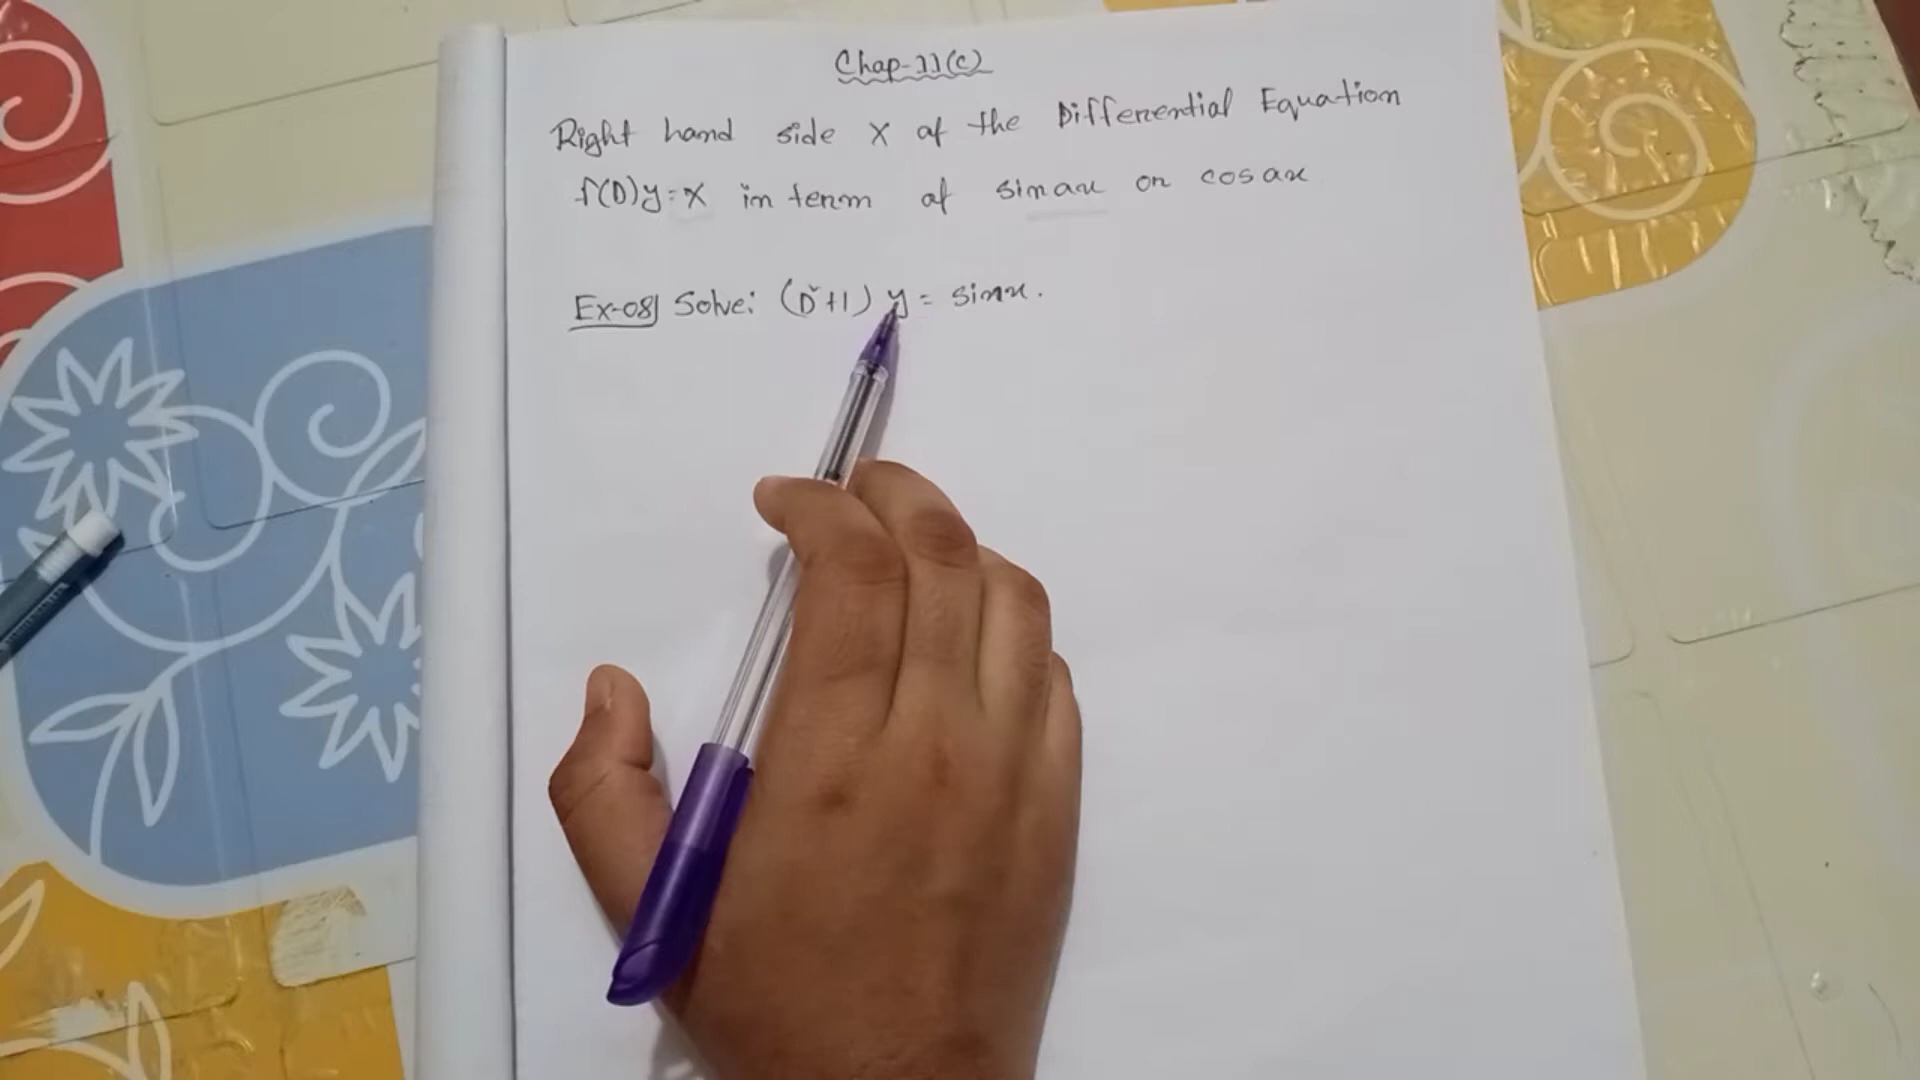 Chap-11(c)
Right hand side X of the Differential Equation
f(D)y=X in term of sinax or cosax
Ex-08) Solve: (D²+1) y = sinx.